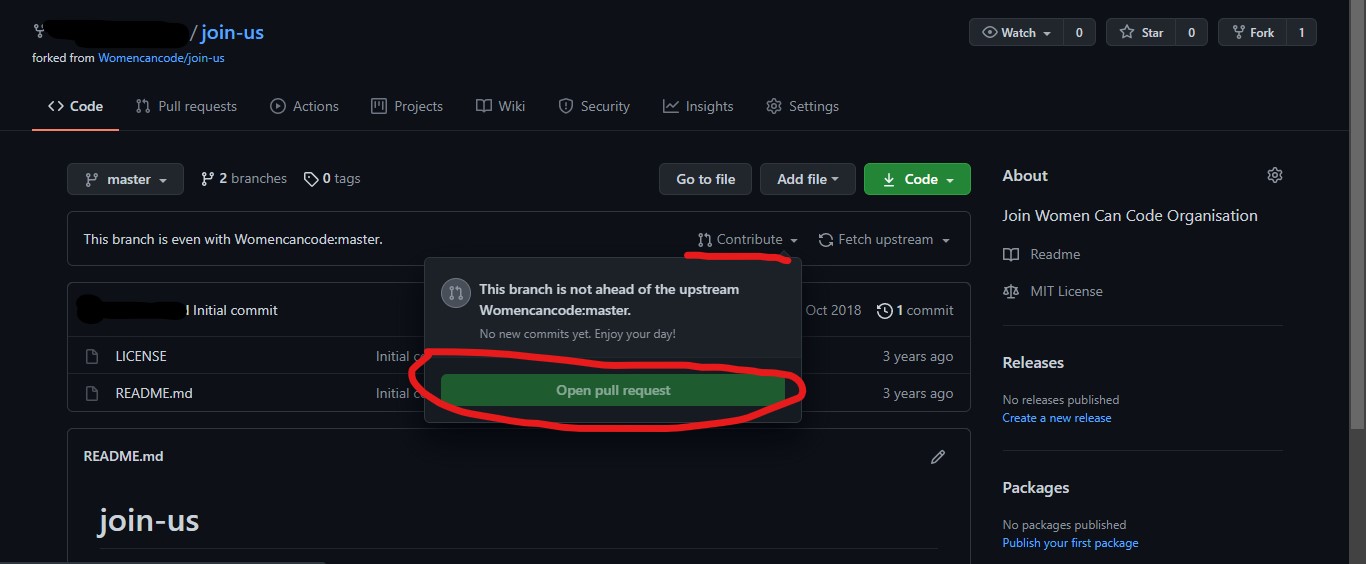 / join-us
forked from Womencancode/join-us
Watch 0 Star 0 Fork 1
Code Pull requests Actions Projects Wiki Security Insights Settings
master 2 branches 0 tags Go to file Add file Code
This branch is even with Womencancode:master. Contribute Fetch upstream
This branch is not ahead of the upstream
Womencancode:master.
No new commits yet. Enjoy your day!
Open pull request
Initial commit Oct 2018 1 commit
LICENSE Initial 3 years ago
README.md Initial 3 years ago
README.md
join-us
About
Join Women Can Code Organisation
Readme
MIT License
Releases
No releases published
Create a new release
Packages
No packages published
Publish your first package